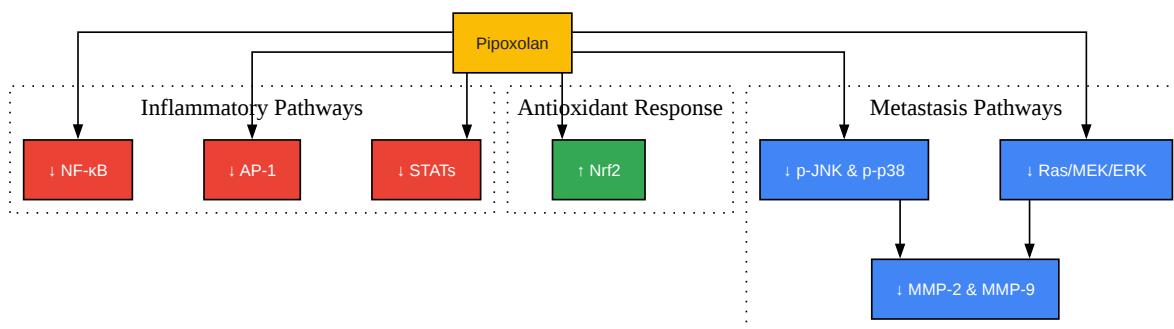 Pipoxolan
Inflammatory Pathways
Antioxidant Response
Metastasis Pathways
↓ NF-κB
↓ AP-1
↓ STATs
↑ Nrf2
↓ p-JNK & p-p38
↓ Ras/MEK/ERK
↓ MMP-2 & MMP-9